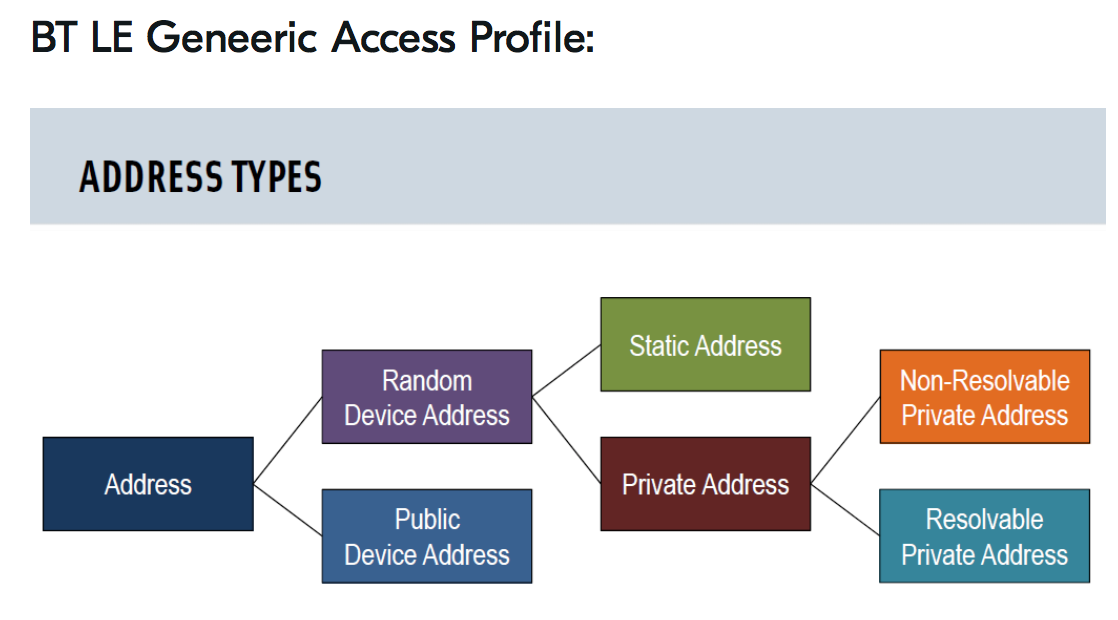 BT LE Geneeric Access Profile:
ADDRESS TYPES
Address
Random
Device Address
Public
Device Address
Static Address
Private Address
Non-Resolvable
Private Address
Resolvable
Private Address